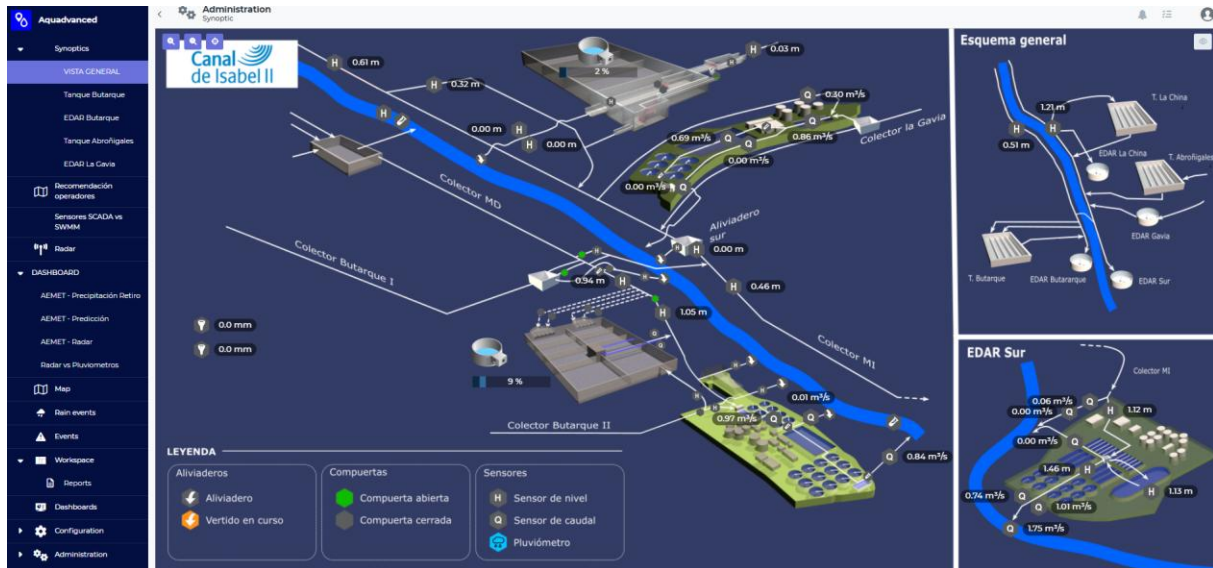 Aquadvanced
Synoptics
VISTA GENERAL
Tanque Butarque
EDAR Butarque
Tanque Abroñigales
EDAR La Gavia
Recomendación
operadores
Sensores SCADA vs
SWMM
Radar
DASHBOARD
AEMET - Precipitación Retiro
AEMET - Predicción
AEMET - Radar
Radar vs Pluviometros
Map
Rain events
Events
Workspace
Reports
Dashboards
Configuration
Administration
Administration
Synoptic
Canal
de Isabel II
H 0.61 m
H 0.32 m
2 %
H 0.03 m
H
0.00 m H
H 0.00 m
Q 0.30 m³/s
0.69 m³/s Q
Q 0.86 m³/s
Q 0.00 m³/s
Colector la Gavia
0.00 m³/s Q
Colector MD
Aliviadero
sur
H 0.00 m
Colector Butarque I
0.94 m H
H 0.46 m
H 1.05 m
0.0 mm
0.0 mm
Colector MI
9 %
0.01 m³/s
Q
0.97 m³/s Q
Colector Butarque II
Q 0.84 m³/s
LEYENDA
Aliviaderos
Aliviadero
Vertido en curso
Compuertas
Compuerta abierta
Compuerta cerrada
Sensores
H Sensor de nivel
Q Sensor de caudal
Pluviómetro
Esquema general
T. La China
1.21 m
H
H
0.51 m
EDAR La China
T. Abroñigales
EDAR Gavia
T. Butarque
EDAR Butararque
EDAR Sur
EDAR Sur
Colector MI
0.06 m³/s Q
0.00 m³/s Q
H 1.12 m
0.00 m³/s Q
1.46 m H
H 1.13 m
0.74 m³/s Q
Q 1.01 m³/s
Q 1.75 m³/s